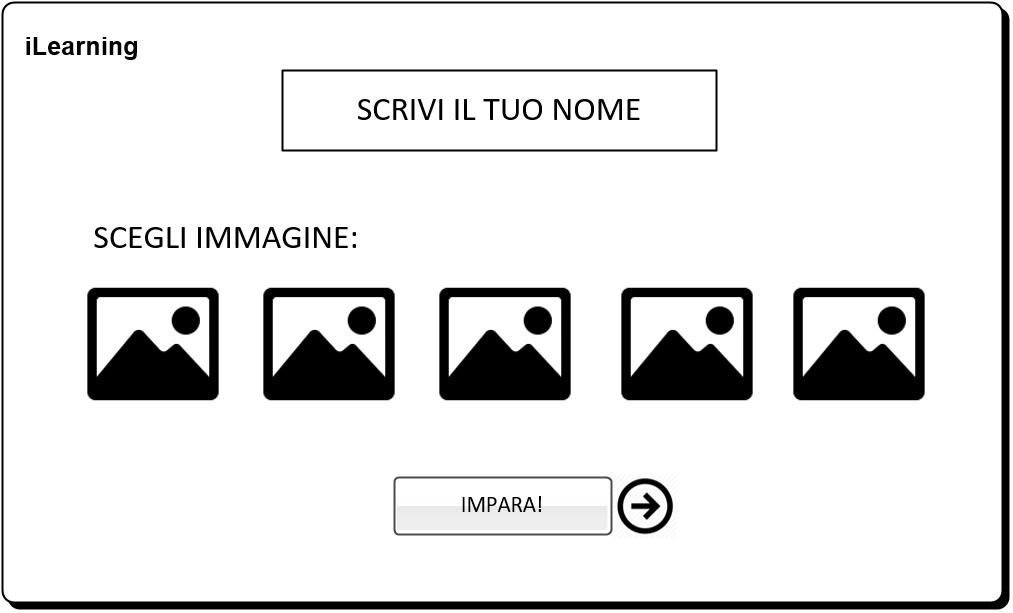 iLearning
SCRIVI IL TUO NOME
SCEGLI IMMAGINE:
IMPARA!